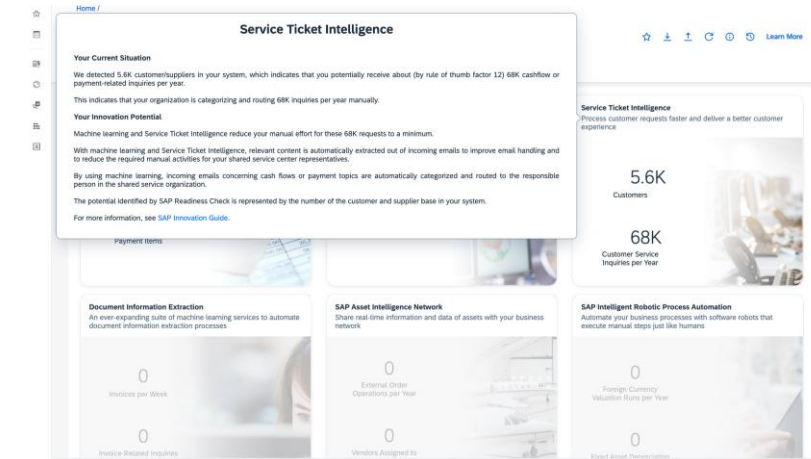 Home /
Service Ticket Intelligence
Your Current Situation
We detected 5.6K customer/suppliers in your system, which indicates that you potentially receive about (by rule of thumb factor 12) 68K cashflow or
payment-related inquiries per year.
This indicates that your organization is categorizing and routing 68K inquiries per year manually.
Your Innovation Potential
Machine learning and Service Ticket Intelligence reduce your manual effort for these 68K requests to a minimum.
With machine learning and Service Ticket Intelligence, relevant content is automatically extracted out of incoming emails to improve email handling and
to reduce the required manual activities for your shared service center representatives.
By using machine learning, incoming emails concerning cash flows or payment topics are automatically categorized and routed to the responsible
person in the shared service organization.
The potential identified by SAP Readiness Check is represented by the number of the customer and supplier base in your system.
For more information, see SAP Innovation Guide.
Learn More
Service Ticket Intelligence
Process customer requests faster and deliver a better customer
experience
5.6K
Customers
68K
Customer Service
Inquiries per Year
Payment Items
Document Information Extraction
An ever-expanding suite of machine learning services to automate
document information extraction processes
0
Invoices per Week
0
Invoice-Related Inquiries
SAP Asset Intelligence Network
Share real-time information and data of assets with your business
network
0
External Order
Operations per Year
0
Vendors Assigned to
SAP Intelligent Robotic Process Automation
Automate your business processes with software robots that
execute manual steps just like humans
0
Foreign Currency
Valuation Runs per Year
0
Fixed Asset Depreciation